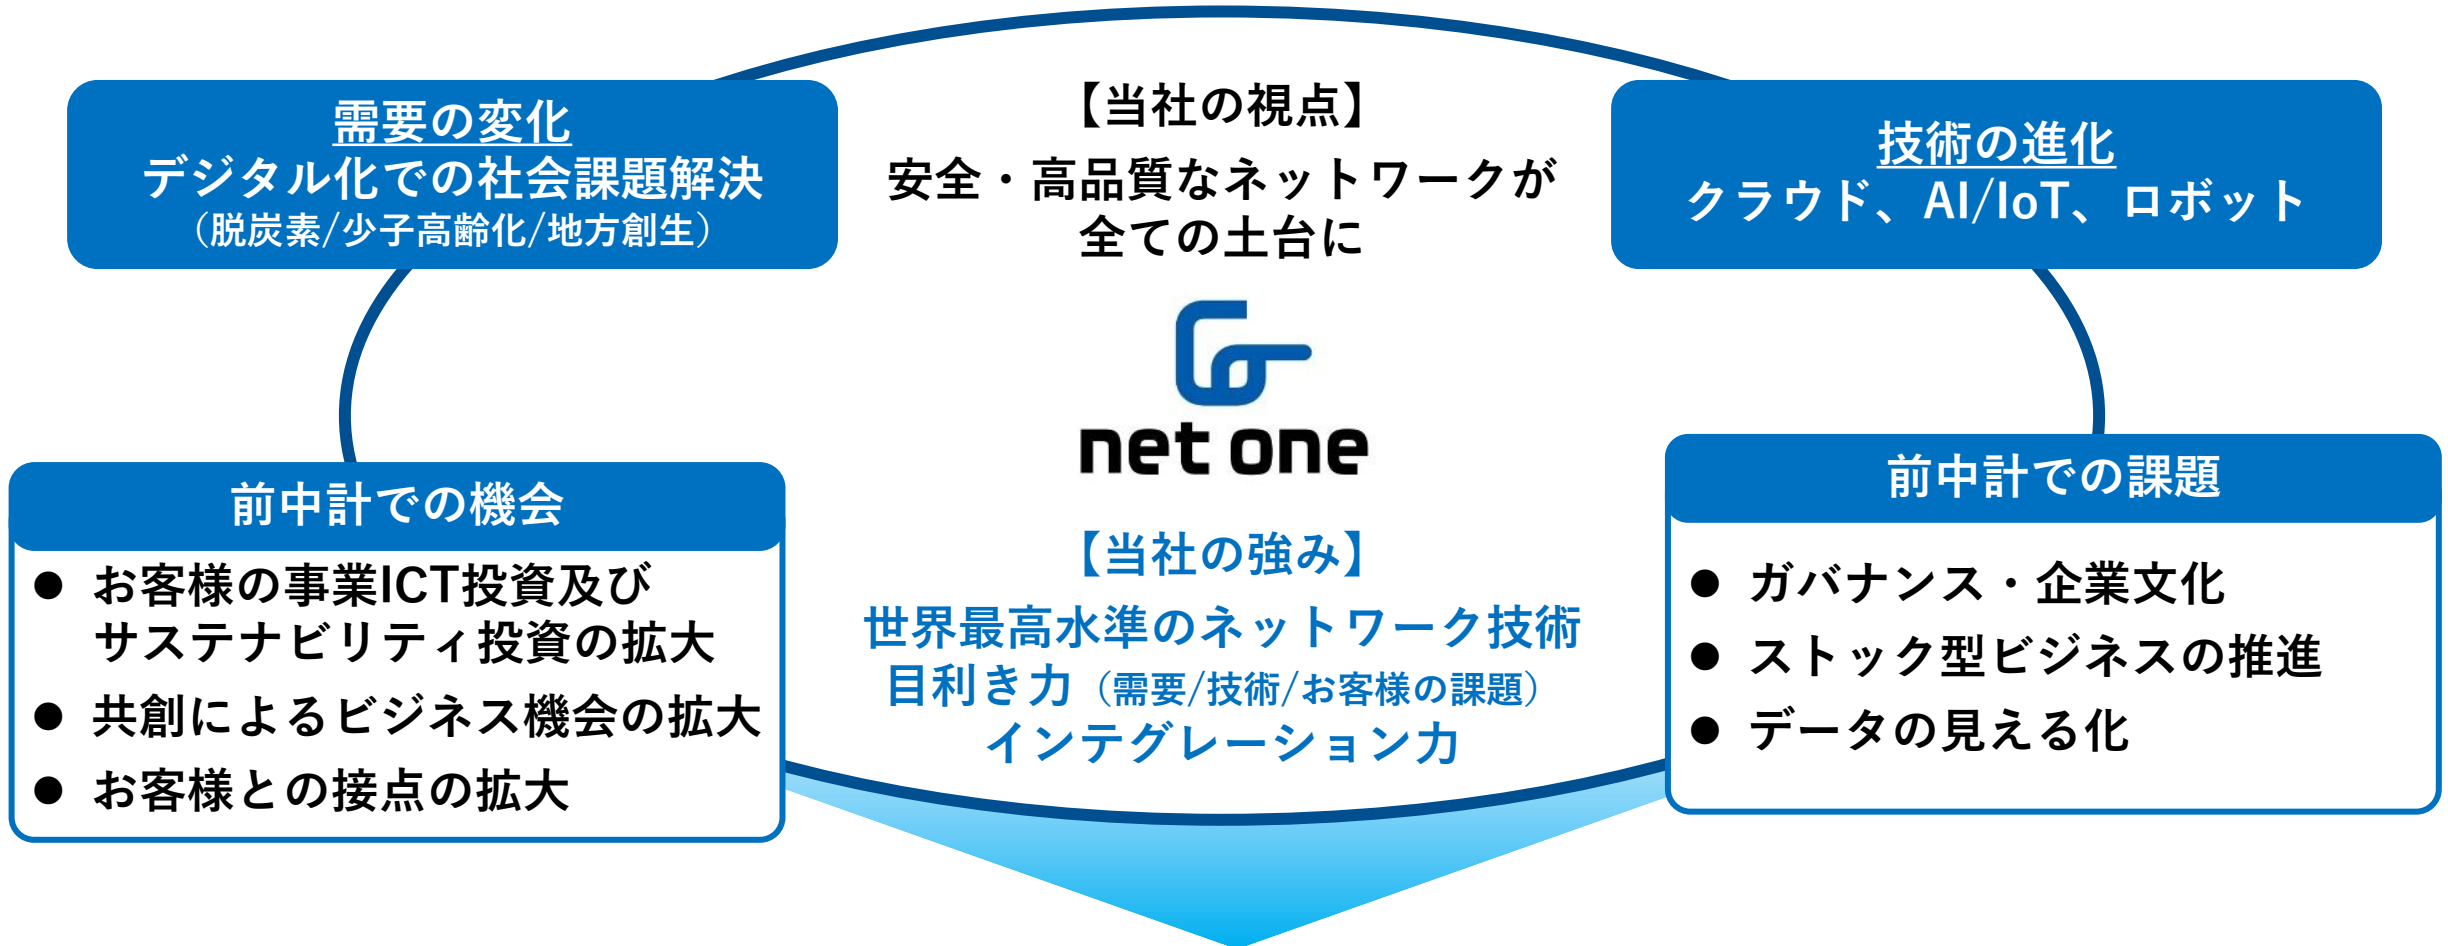 需要の変化
デジタル化での社会課題解決
（脱炭素/少子高齢化/地方創生）
【当社の視点】
安全・高品質なネットワークが
全ての土台に
技術の進化
クラウド、AI/IoT、ロボット
net one
前中計での機会
● お客様の事業ICT投資及び
サステナビリティ投資の拡大
● 共創によるビジネス機会の拡大
● お客様との接点の拡大
【当社の強み】
世界最高水準のネットワーク技術
目利き力（需要/技術/お客様の課題）
インテグレーション力
前中計での課題
● ガバナンス・企業文化
● ストック型ビジネスの推進
● データの見える化